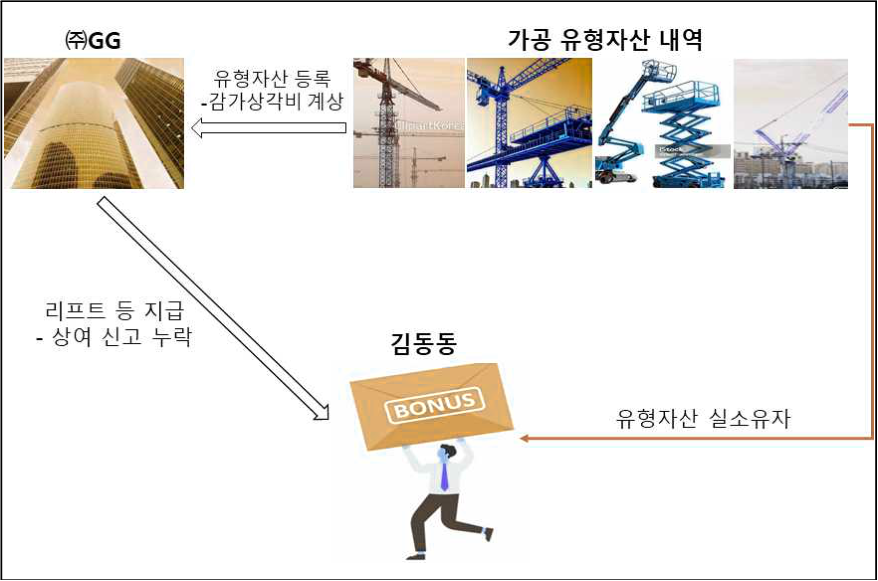 ㈜GG
가공 유형자산 내역
유형자산 등록
-감가상각비 계상
ClipartKorea
iStock
리프트 등 지급
- 상여 신고 누락
김동동
BONUS
유형자산 실소유자